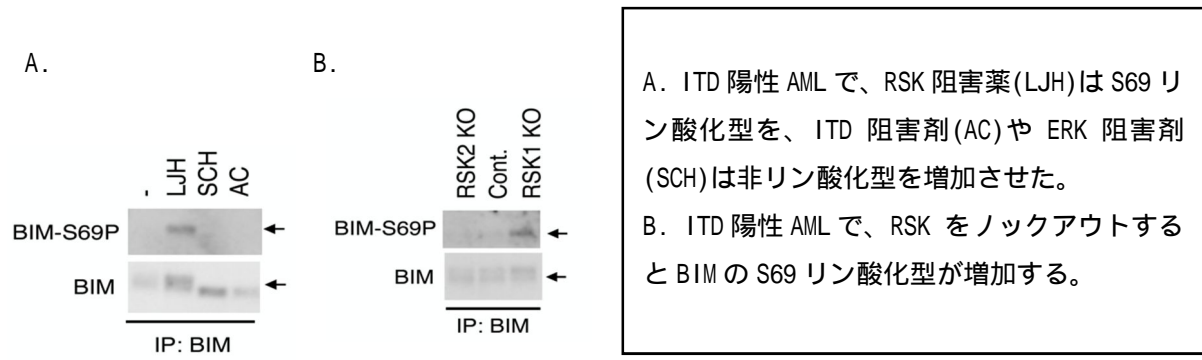 A.
-
LJH
SCH
AC
BIM-S69P
BIM
IP: BIM
B.
RSK2 KO
Cont.
RSK1 KO
BIM-S69P
BIM
IP: BIM
A. ITD 陽性 AML で、RSK 阻害薬(LJH)は S69 リ
ン酸化型を、ITD 阻害剤(AC)や ERK 阻害剤
(SCH)は非リン酸化型を増加させた。
B. ITD 陽性 AML で、RSK をノックアウトする
と BIM の S69 リン酸化型が増加する。